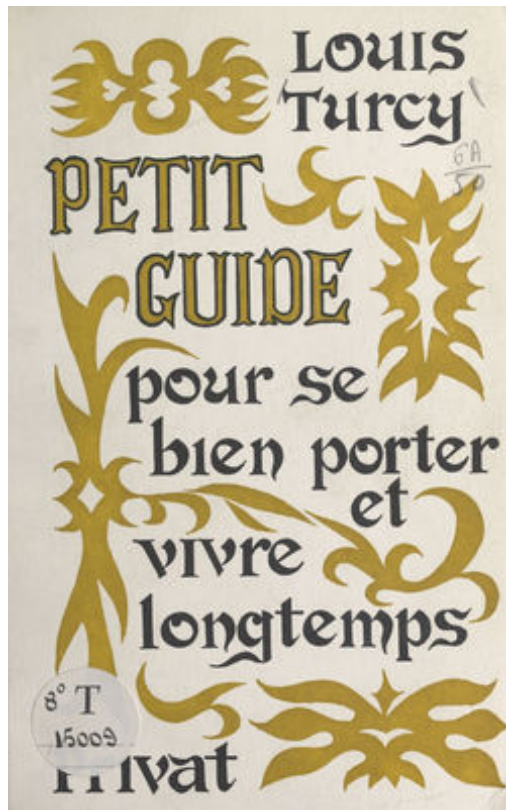 Louis
Turcy
6A
50
PETIT
GUIDE
pour se
bien porter
et
vivre
longtemps
8° T
15009
Privat